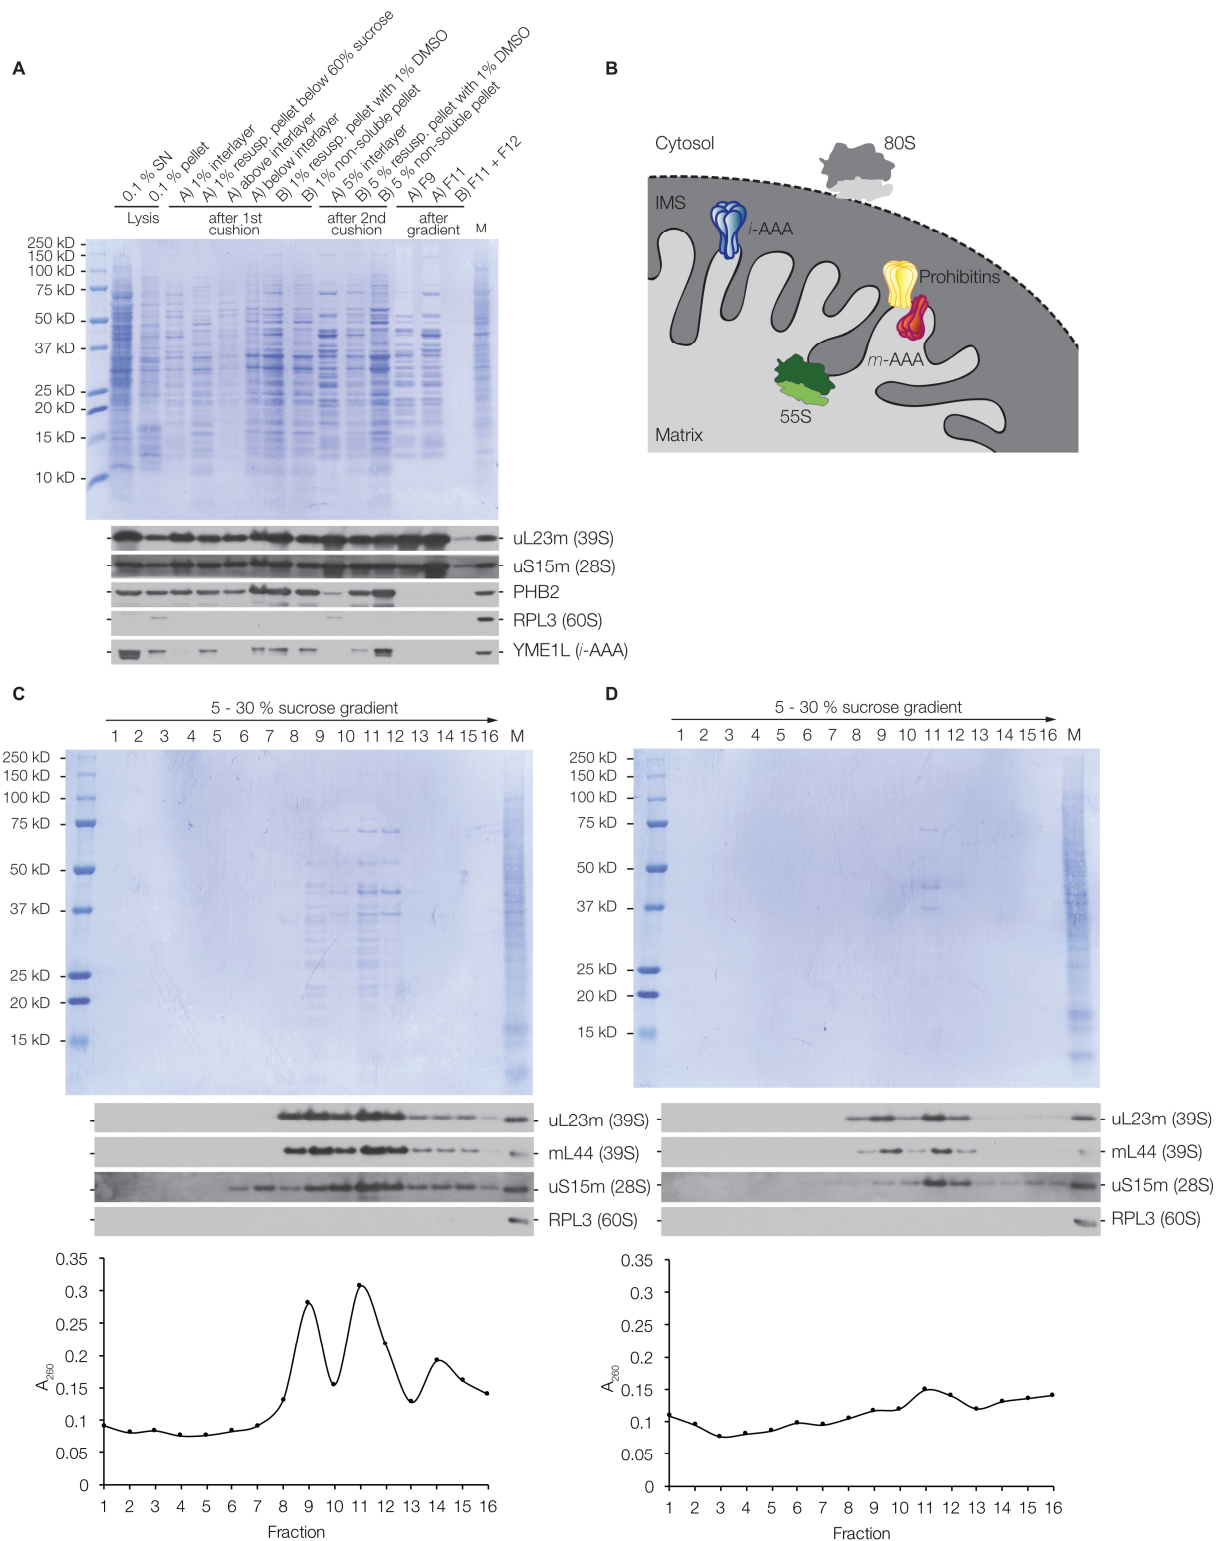 A
0.1 % SN
0.1 % pellet
A) 1% interlayer
A) 1% resusp. pellet below 60% sucrose
A) above interlayer
A) below interlayer
B) 1% resusp. pellet with 1% DMSO
B) 1% non-soluble pellet
A) 5% interlayer
B) 5 % resusp. pellet with 1% DMSO
B) 5 % non-soluble pellet
A) F9
A) F11
B) F11 + F12
Lysis
after 1st
cushion
after 2nd
cushion
after
gradient
M
250 kD
150 kD
100 kD
75 kD
50 kD
37 kD
25 kD
20 kD
15 kD
10 kD
uL23m (39S)
uS15m (28S)
PHB2
RPL3 (60S)
YME1L (i-AAA)
B
Cytosol
80S
IMS
i-AAA
Prohibitins
m-AAA
55S
Matrix
C
5 - 30 % sucrose gradient
1 2 3 4 5 6 7 8 9 10 11 12 13 14 15 16 M
250 kD
150 kD
100 kD
75 kD
50 kD
37 kD
25 kD
20 kD
15 kD
uL23m (39S)
mL44 (39S)
uS15m (28S)
RPL3 (60S)
0.35
0.3
0.25
0.2
0.15
0.1
0.05
0
A260
1 2 3 4 5 6 7 8 9 10 11 12 13 14 15 16
Fraction
D
5 - 30 % sucrose gradient
1 2 3 4 5 6 7 8 9 10 11 12 13 14 15 16 M
250 kD
150 kD
100 kD
75 kD
50 kD
37 kD
25 kD
20 kD
15 kD
uL23m (39S)
mL44 (39S)
uS15m (28S)
RPL3 (60S)
0.35
0.3
0.25
0.2
0.15
0.1
0.05
0
A260
1 2 3 4 5 6 7 8 9 10 11 12 13 14 15 16
Fraction